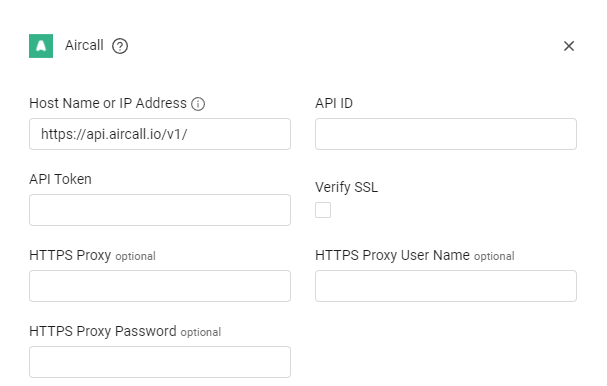 Aircall
Host Name or IP Address
API ID
https://api.aircall.io/v1/
API Token
Verify SSL
HTTPS Proxy optional
HTTPS Proxy User Name optional
HTTPS Proxy Password optional